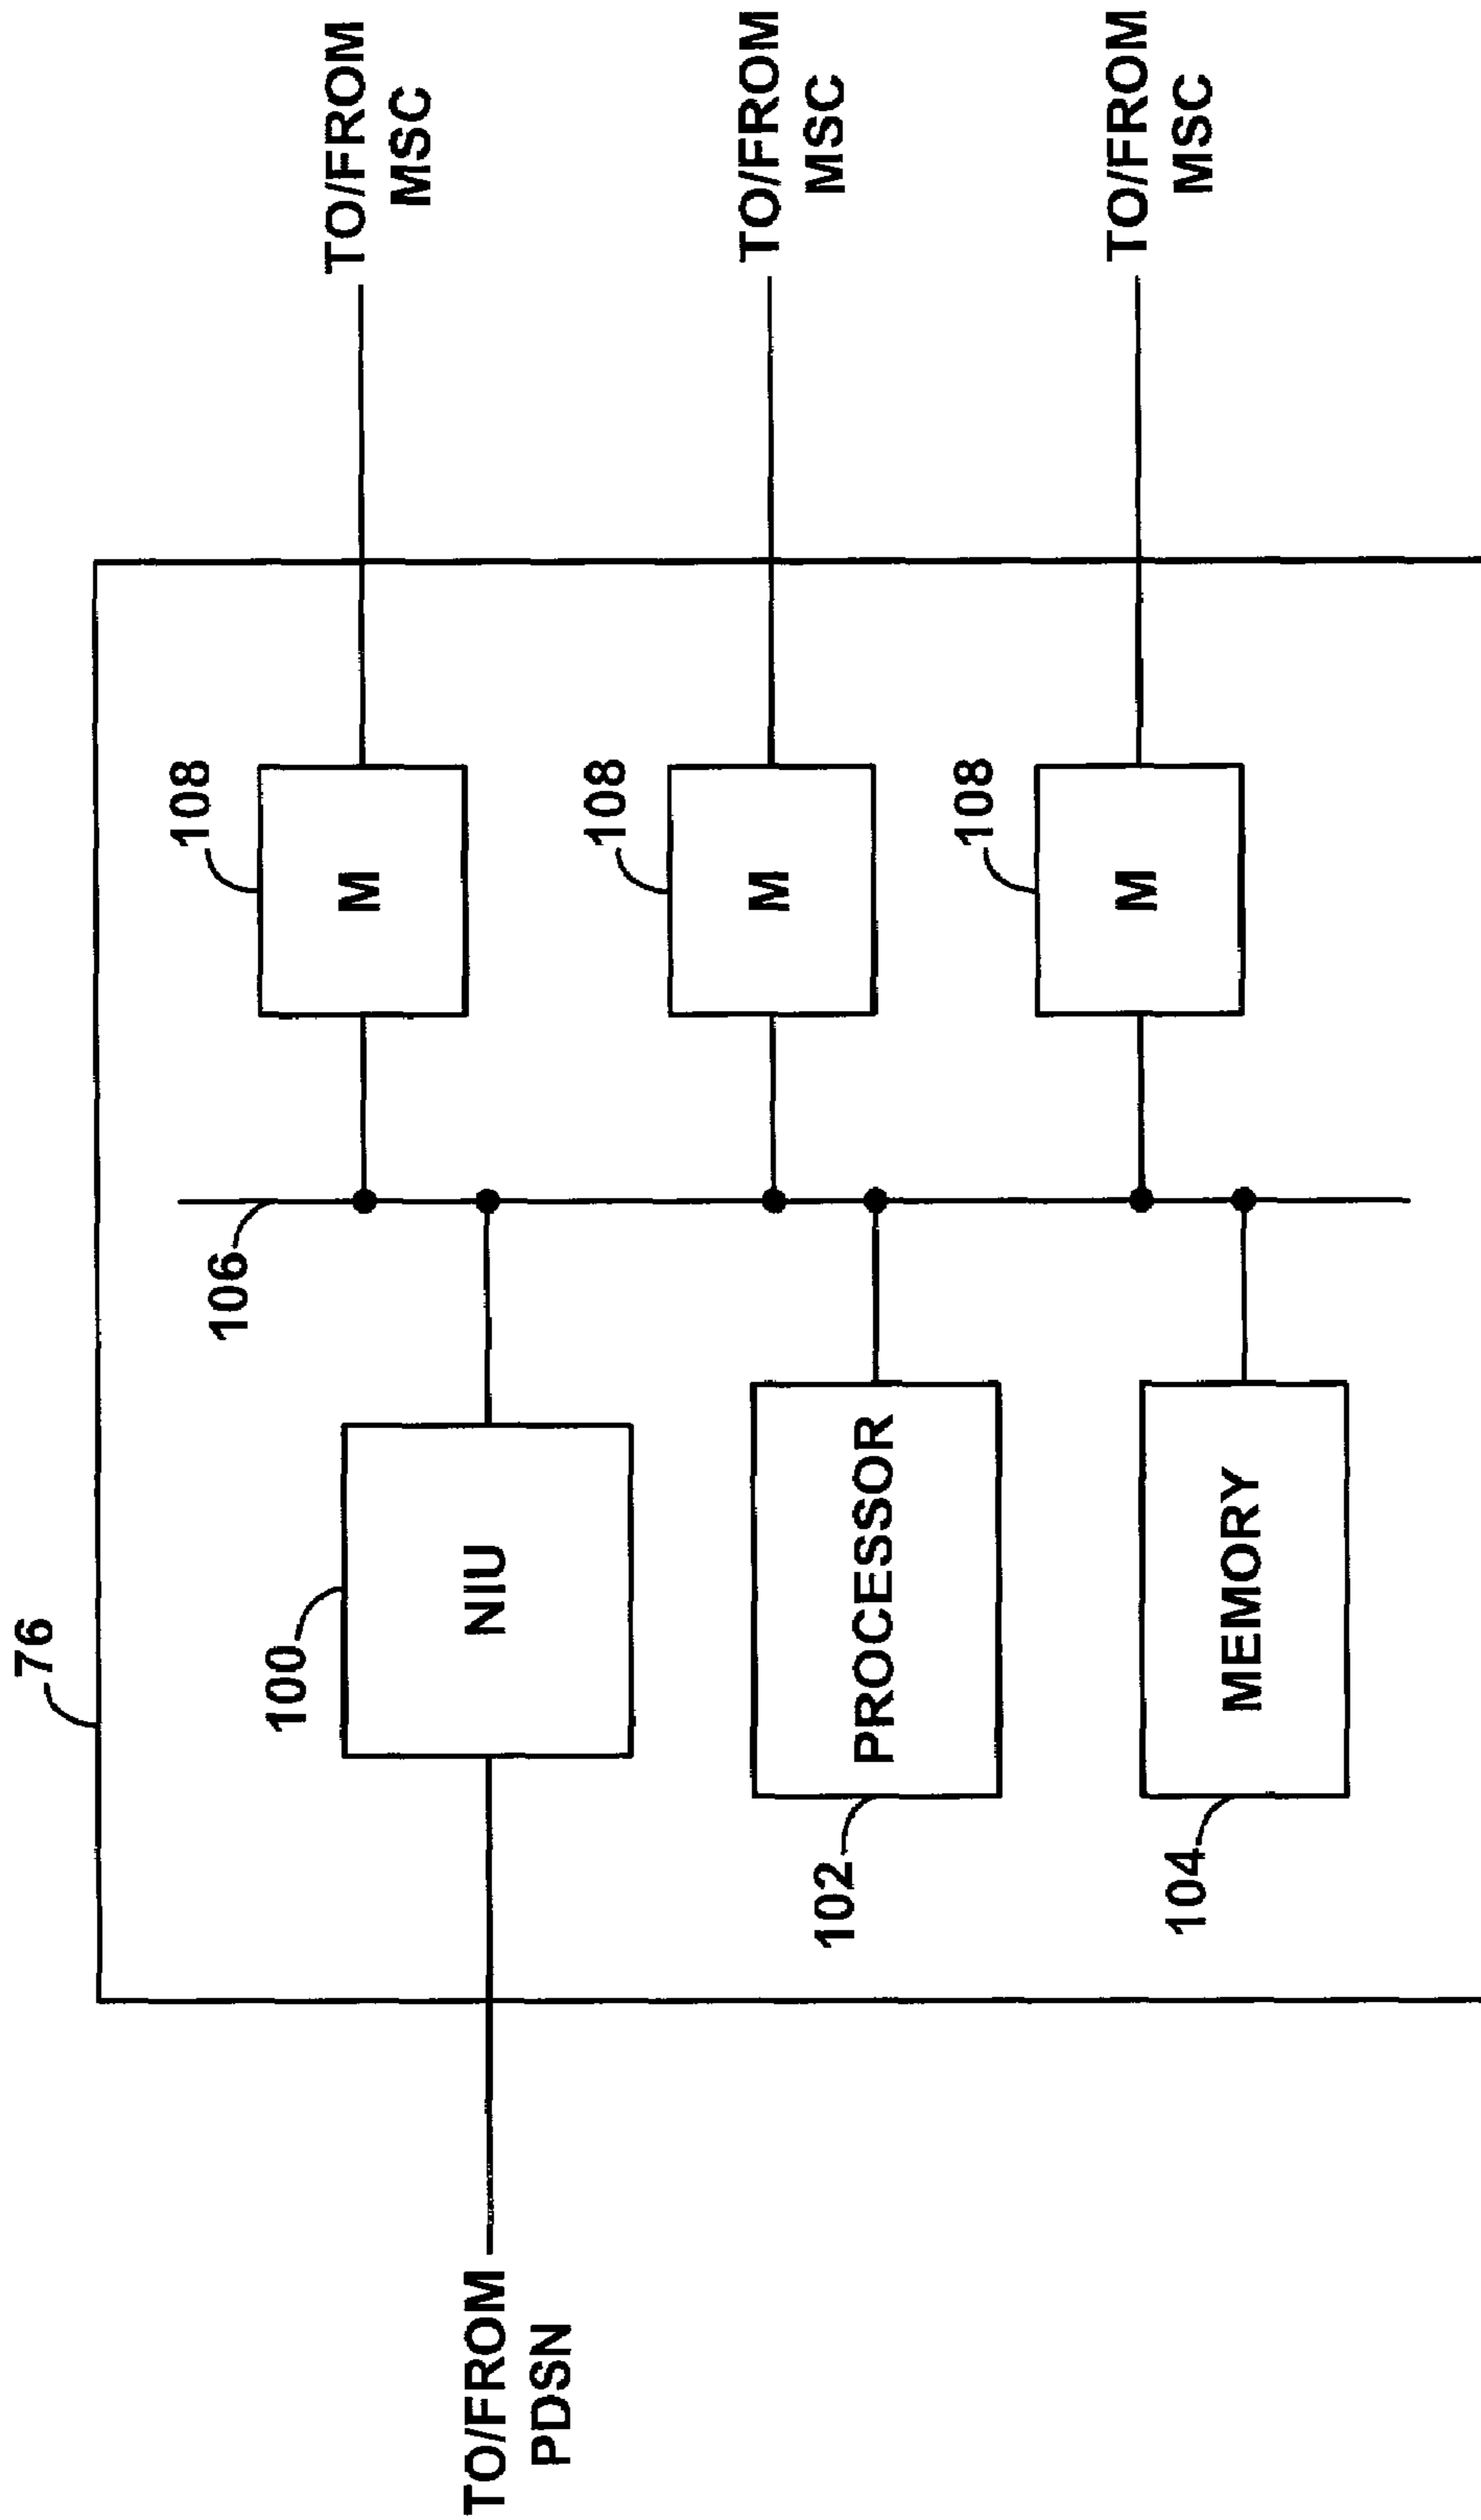 76
TO/FROM
PDSN
100
NIU
106
108
M
TO/FROM
MSC
102
PROCESSOR
108
M
TO/FROM
MSC
104
MEMORY
108
M
TO/FROM
MSC